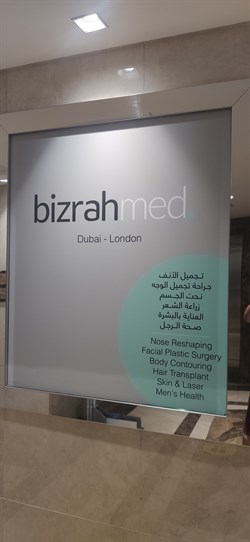 bizrahmed
Dubai - London
تجميل الأنف
جراحة تجميل الوجه
نحت الجسم
زراعة الشعر
العناية بالبشرة
صحة الرجل
Nose Reshaping
Facial Plastic Surgery
Body Contouring
Hair Transplant
Skin & Laser
Men's Health